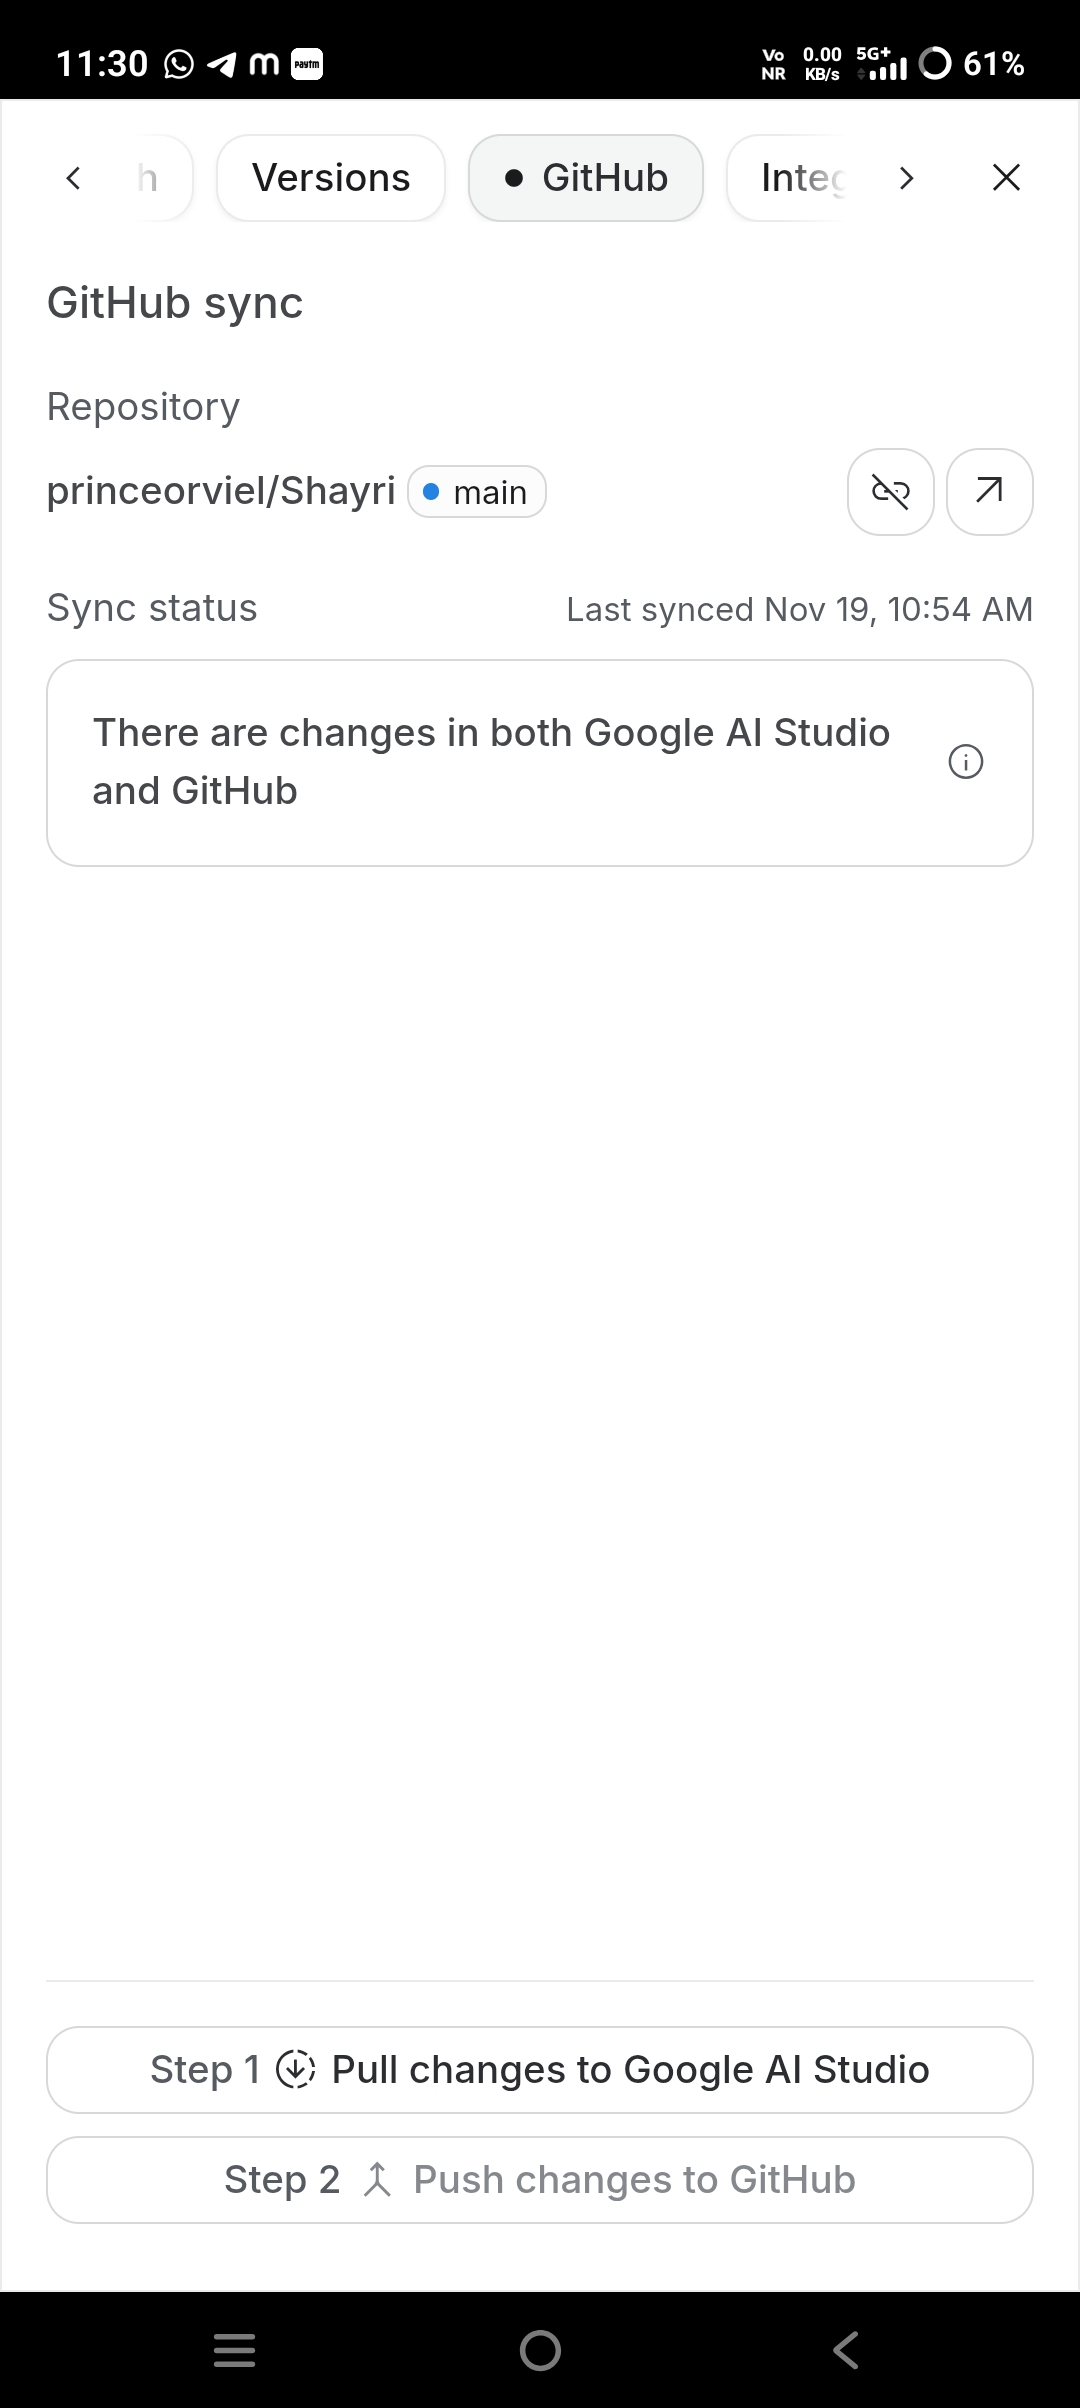 11:30 m paytm Vo NR 0.00 KB/s 5G+ 61%
h Versions GitHub Integ
GitHub sync
Repository
princeorviel/Shayri main
Sync status Last synced Nov 19, 10:54 AM
There are changes in both Google AI Studio
and GitHub
Step 1 Pull changes to Google AI Studio
Step 2 Push changes to GitHub